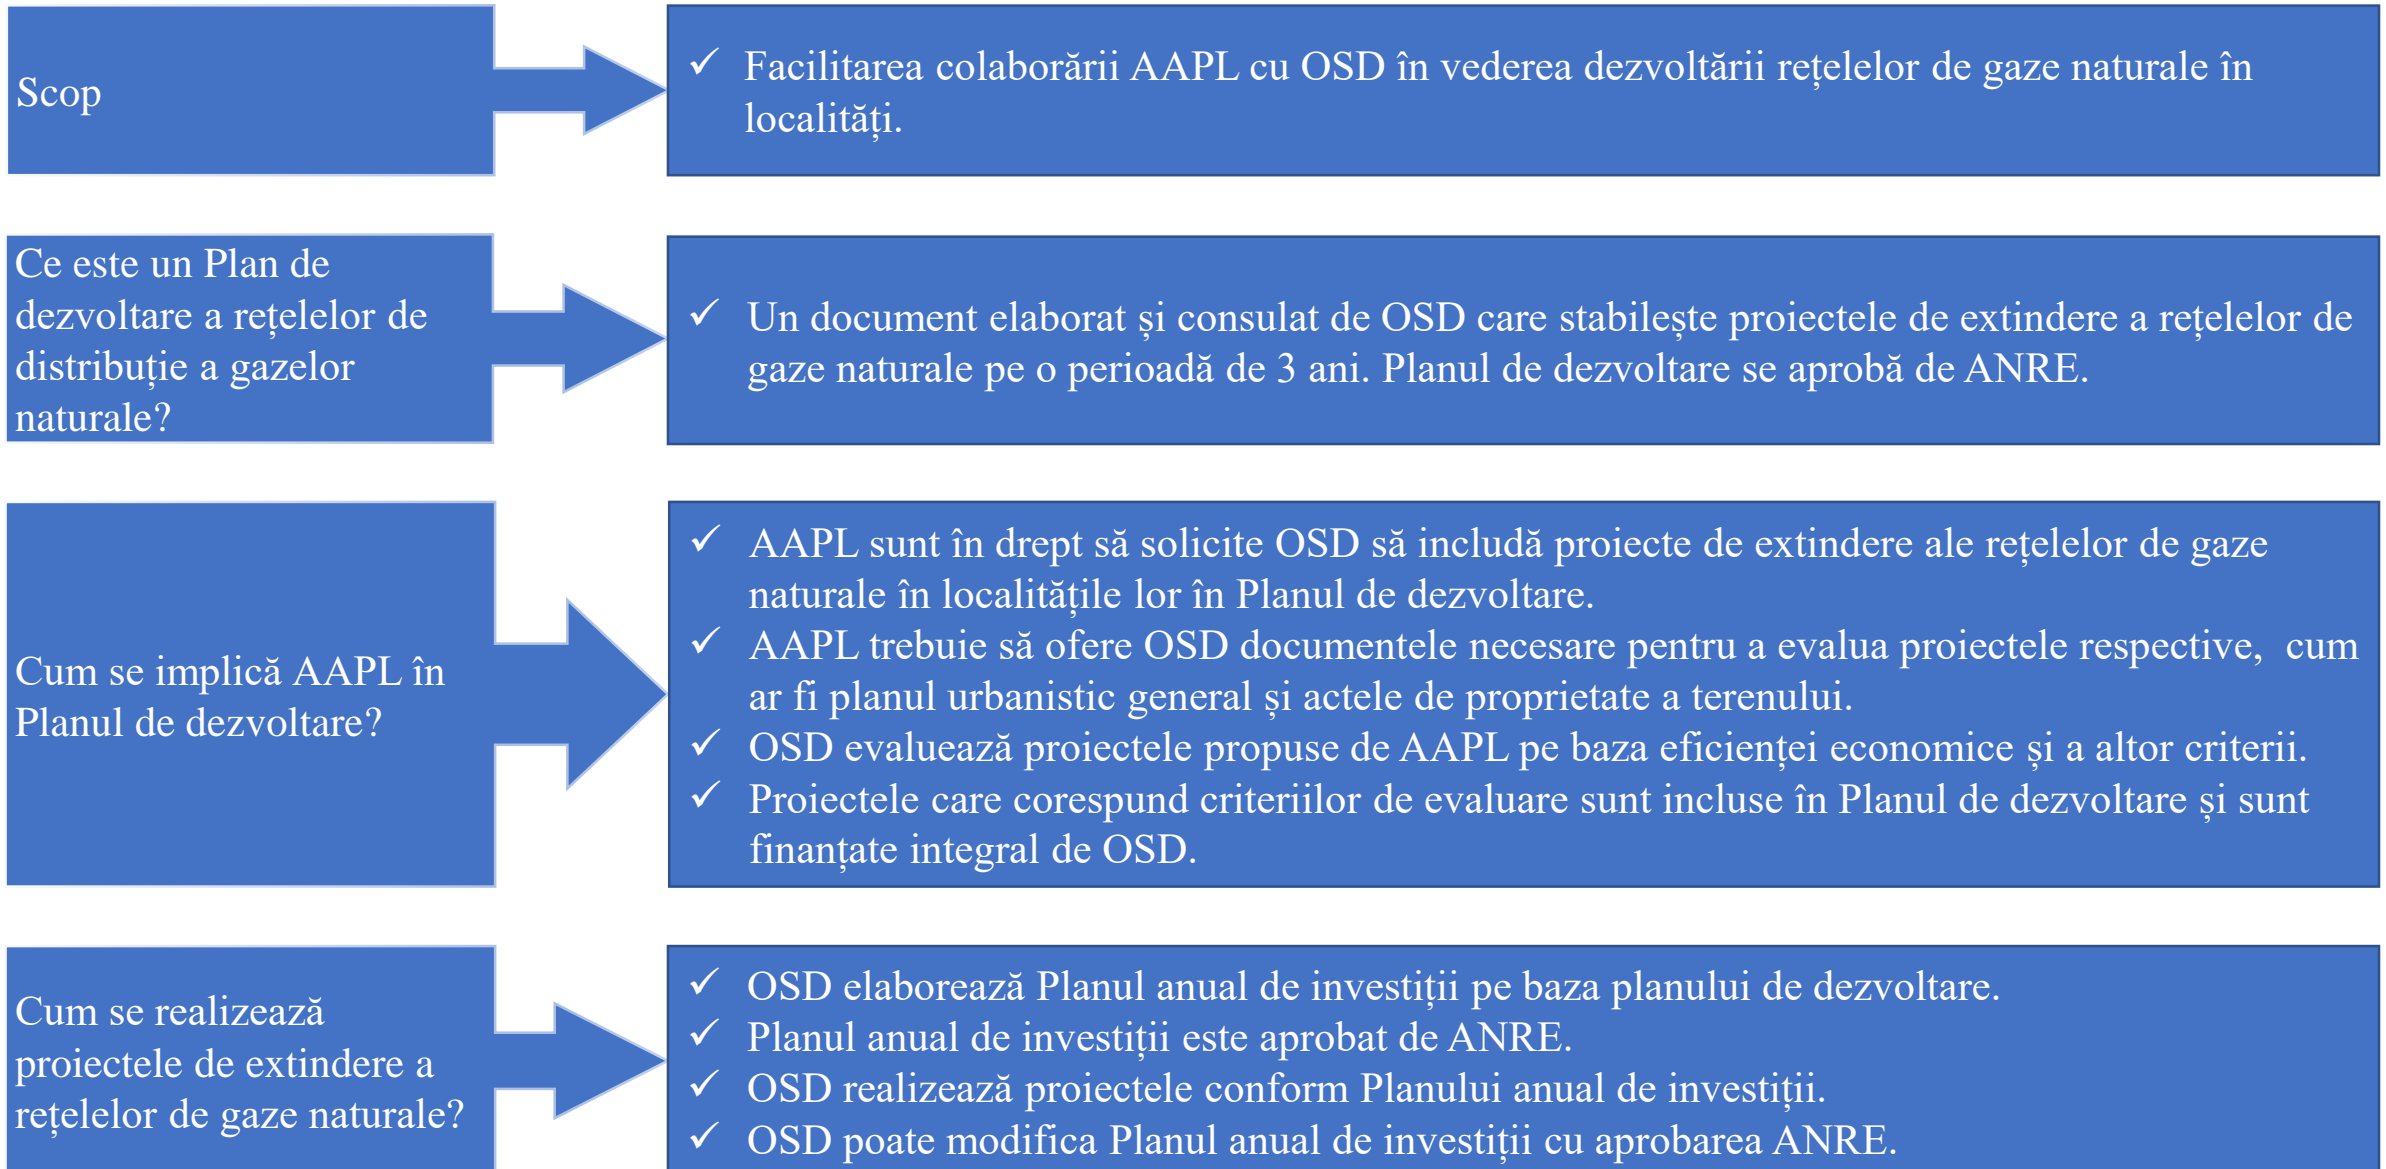 Scop
✓ Facilitarea colaborării AAPL cu OSD în vederea dezvoltării rețelelor de gaze naturale în
localități.
Ce este un Plan de
dezvoltare a rețelelor de
distribuție a gazelor
naturale?
✓ Un document elaborat și consulat de OSD care stabilește proiectele de extindere a rețelelor de
gaze naturale pe o perioadă de 3 ani. Planul de dezvoltare se aprobă de ANRE.
Cum se implică AAPL în
Planul de dezvoltare?
✓ AAPL sunt în drept să solicite OSD să includă proiecte de extindere ale rețelelor de gaze
naturale în localitățile lor în Planul de dezvoltare.
✓ AAPL trebuie să ofere OSD documentele necesare pentru a evalua proiectele respective, cum
ar fi planul urbanistic general și actele de proprietate a terenului.
✓ OSD evaluează proiectele propuse de AAPL pe baza eficienței economice și a altor criterii.
✓ Proiectele care corespund criteriilor de evaluare sunt incluse în Planul de dezvoltare și sunt
finanțate integral de OSD.
Cum se realizează
proiectele de extindere a
rețelelor de gaze naturale?
✓ OSD elaborează Planul anual de investiții pe baza planului de dezvoltare.
✓ Planul anual de investiții este aprobat de ANRE.
✓ OSD realizează proiectele conform Planului anual de investiții.
✓ OSD poate modifica Planul anual de investiții cu aprobarea ANRE.